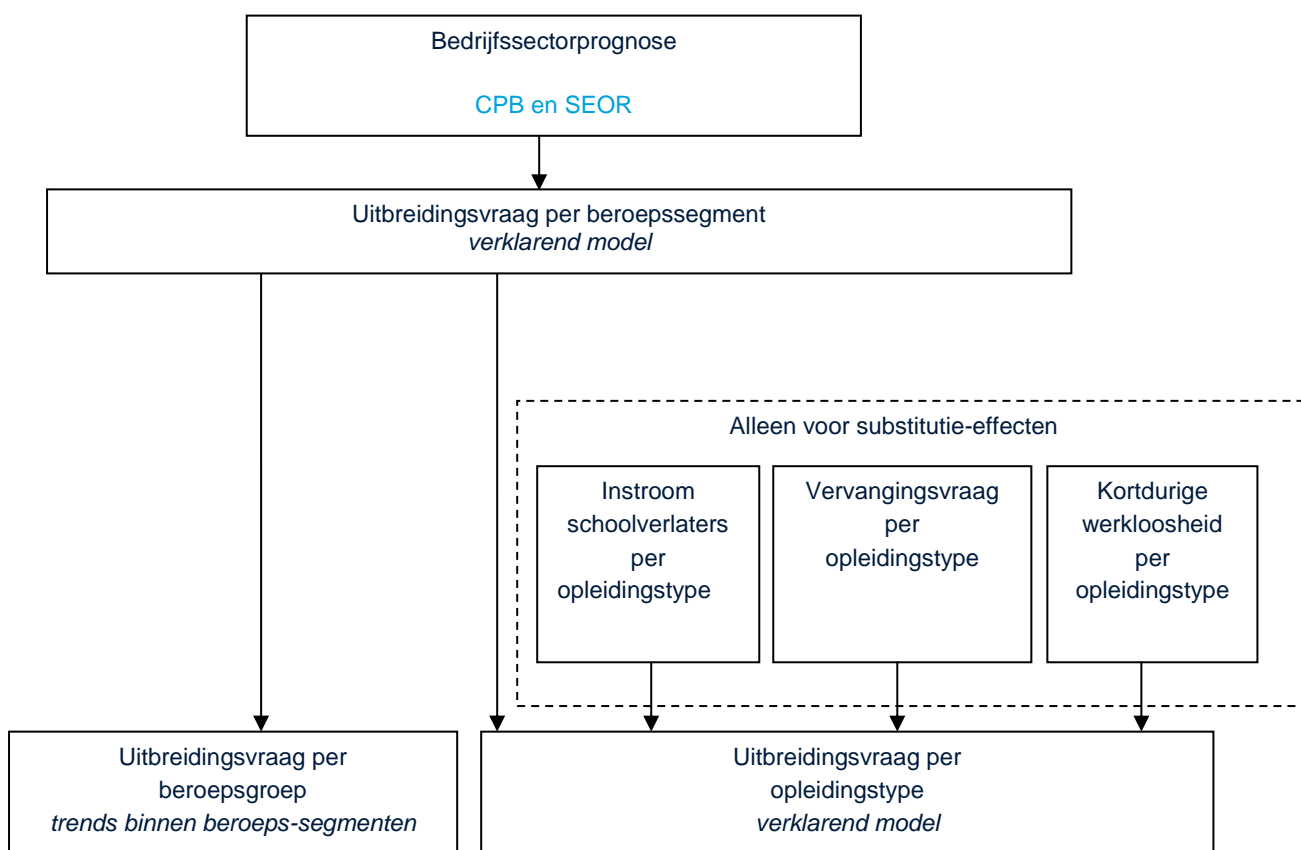 Bedrijfssectorprognose
CPB en SEOR
Uitbreidingsvraag per beroepssegment
verklarend model
Alleen voor substitutie-effecten
Instroom
schoolverlaters
per
opleidingstype
Vervangingsvraag
per
opleidingstype
Kortdurige
werkloosheid
per
opleidingstype
Uitbreidingsvraag per
beroepsgroep
trends binnen beroeps-segmenten
Uitbreidingsvraag per
opleidingstype
verklarend model